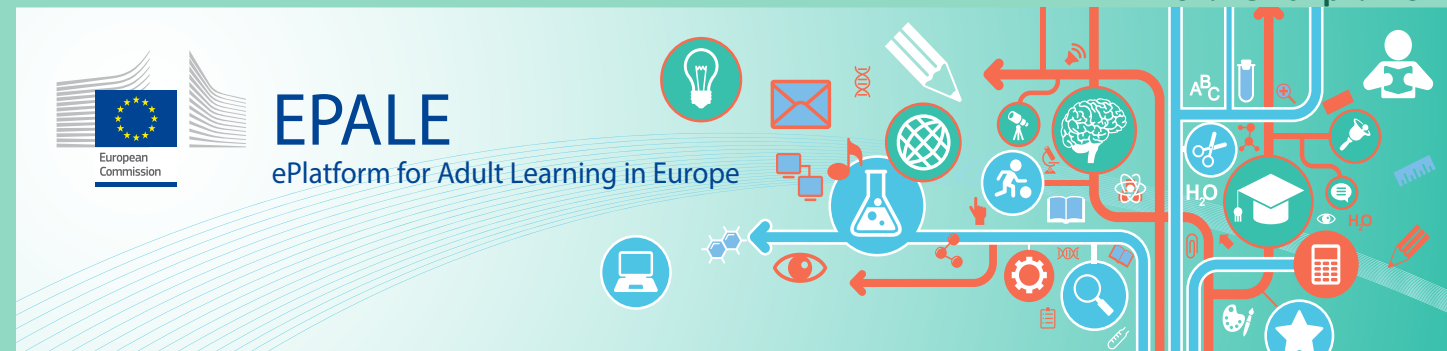 European
Commission
EPALE
ePlatform for Adult Learning in Europe
ABC
H2O
H2O